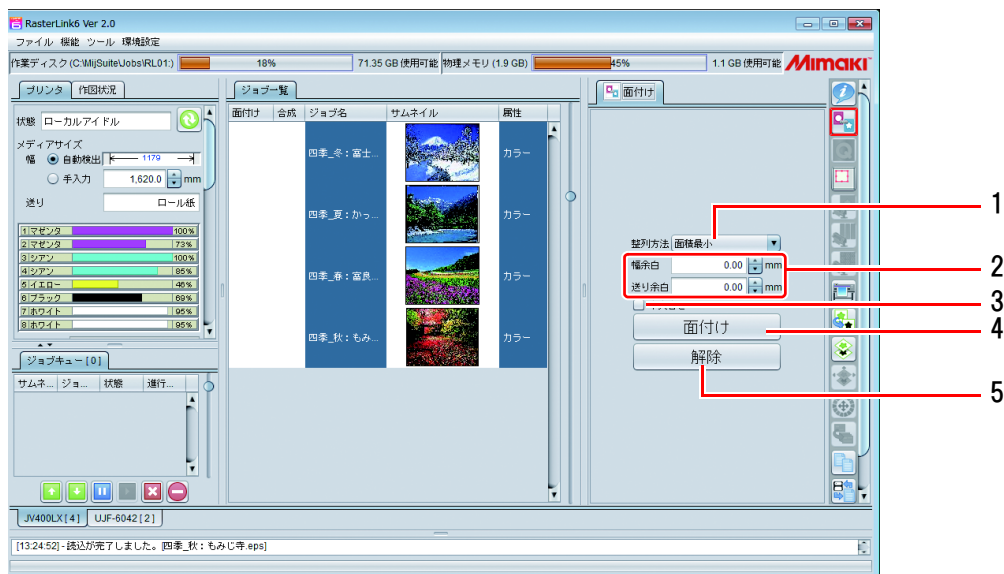 RasterLink6 Ver 2.0
ファイル 機能 ツール 環境設定
作業ディスク (C:\MijSuite\Jobs\RL01:) 18% 71.35 GB 使用可能 物理メモリ (1.9 GB) 45% 1.1 GB 使用可能 Mimaki
プリンタ 作図状況
状態 ローカルアイドル
メディアサイズ
幅 自動検出 1179
手入力 1,620.0 mm
送り ロール紙
1 マゼンタ 100%
2 マゼンタ 73%
3 シアン 100%
4 シアン 85%
5 イエロー 46%
6 ブラック 69%
7 ホワイト 95%
8 ホワイト 95%
ジョブキュー [0]
サムネ... ジョ... 状態 進行...
JV400LX [ 4 ] UJF-6042 [ 2 ]
[13:24:52] - 読込が完了しました。[四季_秋：もみじ寺.eps]
ジョブ一覧
面付け 合成 ジョブ名 サムネイル 属性
四季_冬：富士... カラー
四季_夏：かっ... カラー
四季_春：富良... カラー
四季_秋：もみ... カラー
面付け
整列方法 面積最小
幅余白 0.00 mm
送り余白 0.00 mm
面付け
解除
1
2
3
4
5